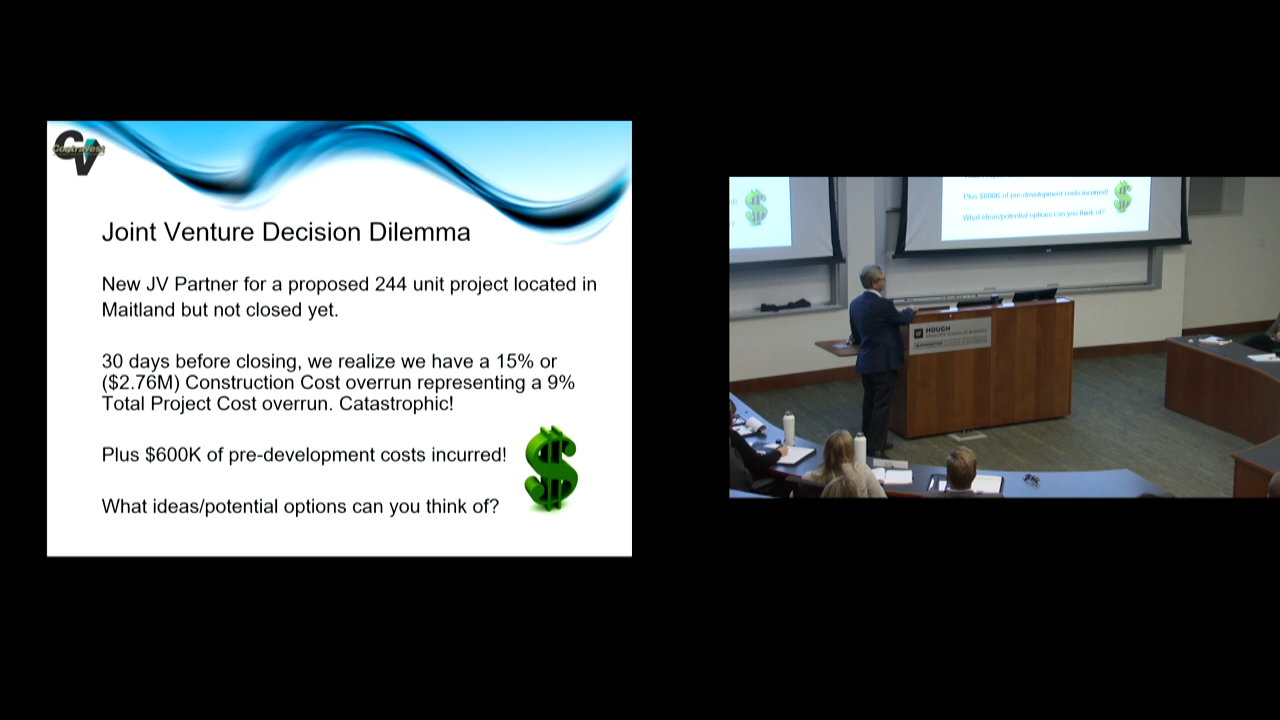 CV
ContraVest
Joint Venture Decision Dilemma
New JV Partner for a proposed 244 unit project located in
Maitland but not closed yet.
30 days before closing, we realize we have a 15% or
($2.76M) Construction Cost overrun representing a 9%
Total Project Cost overrun. Catastrophic!
Plus $600K of pre-development costs incurred!
What ideas/potential options can you think of?
Plus $600K of pre-development costs incurred!
What ideas/potential options can you think of?
UF
HOUGH